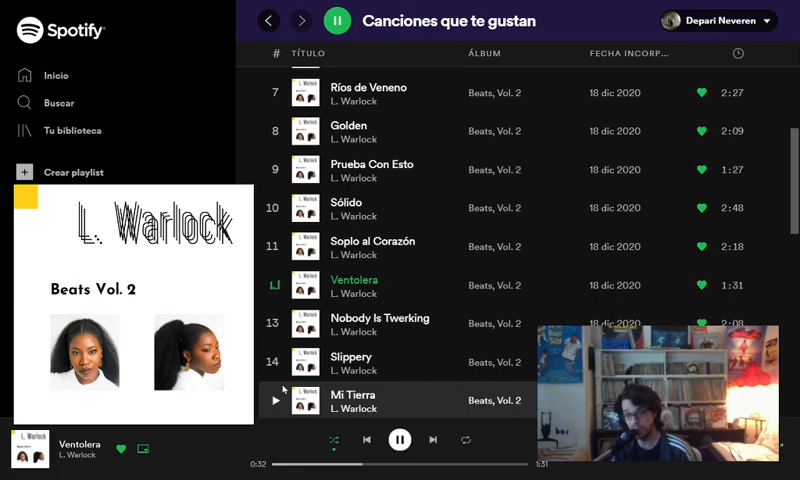 Spotify
Canciones que te gustan
Depari Neveren
# TÍTULO ÁLBUM FECHA INCORP...
Inicio
Buscar
Tu biblioteca
Crear playlist
7 Ríos de Veneno Beats, Vol. 2 18 dic 2020 2:27
L. Warlock
8 Golden Beats, Vol. 2 18 dic 2020 2:09
L. Warlock
9 Prueba Con Esto Beats, Vol. 2 18 dic 2020 1:27
L. Warlock
10 Sólido Beats, Vol. 2 18 dic 2020 2:48
L. Warlock
11 Soplo al Corazón Beats, Vol. 2 18 dic 2020 2:18
L. Warlock
Ventolera Beats, Vol. 2 18 dic 2020 1:31
L. Warlock
13 Nobody Is Twerking Beats, Vol. 2 18 dic 2020 2:08
L. Warlock
14 Slippery Beats, Vol. 2
L. Warlock
Mi Tierra Beats, Vol. 2
L. Warlock
L. Warlock
Beats Vol. 2
Ventolera
L. Warlock
0:32 1:31